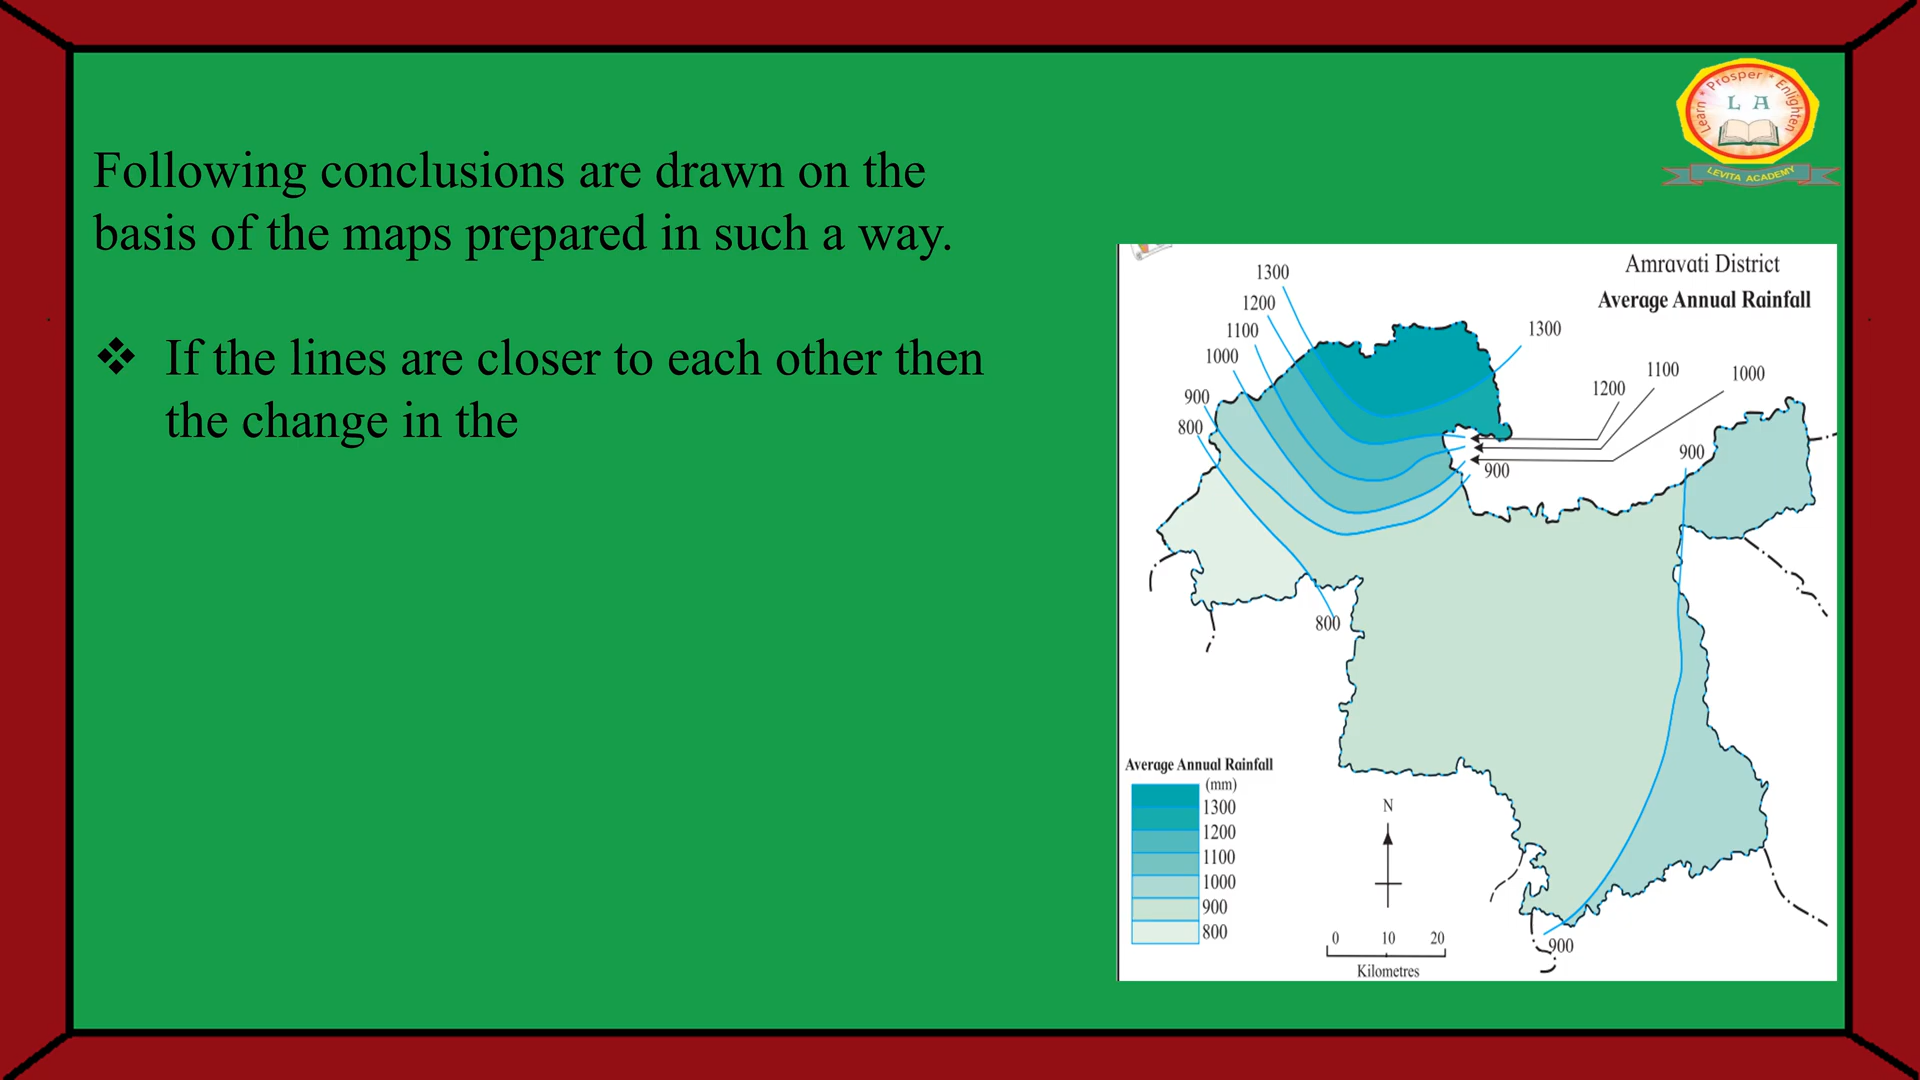 Learn * Prosper * Enlighten
L A
LEVITA ACADEMY
Following conclusions are drawn on the
basis of the maps prepared in such a way.
❖ If the lines are closer to each other then
the change in the
Amravati District
Average Annual Rainfall
1300
1200
1100
1000
900
800
1300
1200
1100
1000
900
900
800
900
Average Annual Rainfall
(mm)
1300
1200
1100
1000
900
800
N
0 10 20
Kilometres